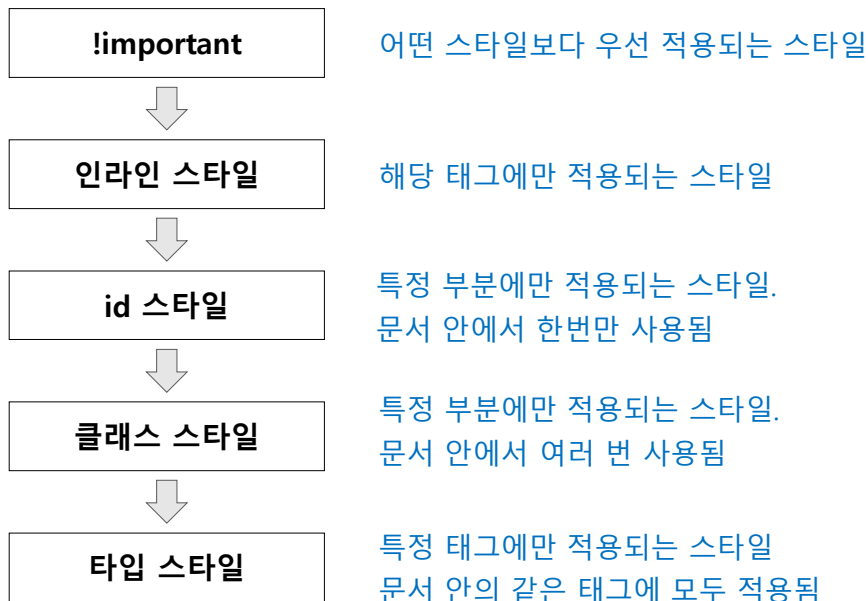 !important
어떤 스타일보다 우선 적용되는 스타일
인라인 스타일
해당 태그에만 적용되는 스타일
id 스타일
특정 부분에만 적용되는 스타일.
문서 안에서 한번만 사용됨
클래스 스타일
특정 부분에만 적용되는 스타일.
문서 안에서 여러 번 사용됨
타입 스타일
특정 태그에만 적용되는 스타일
문서 안의 같은 태그에 모두 적용됨